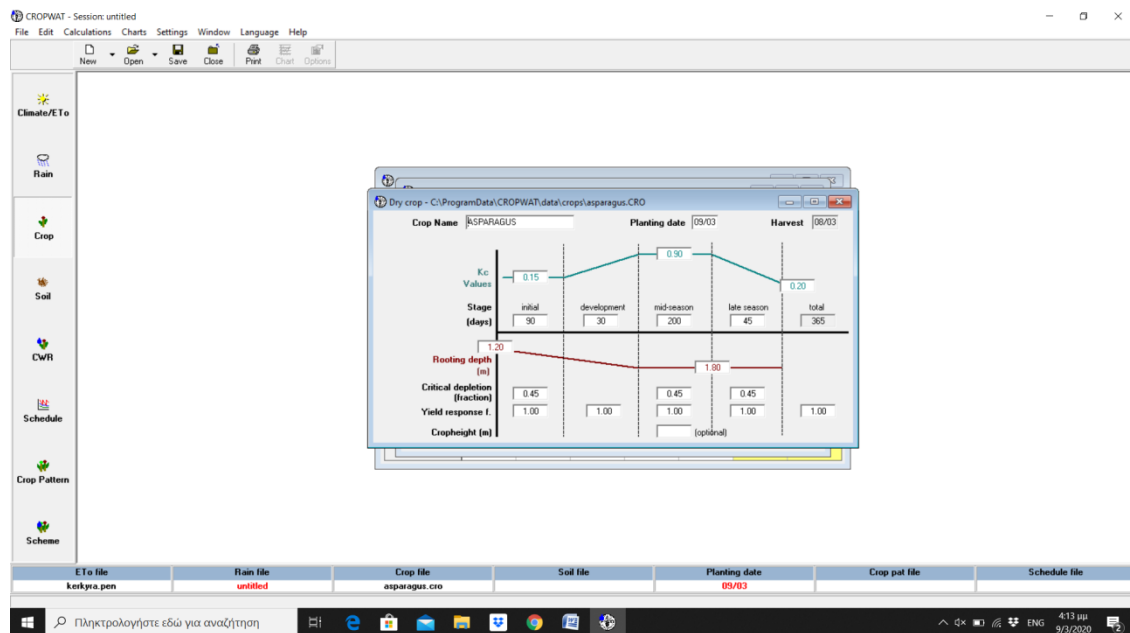 CROPWAT - Session: untitled
File Edit Calculations Charts Settings Window Language Help
New Open Save Close Print Chart Options
Climate/ETo
Rain
Crop
Soil
CWR
Schedule
Crop Pattern
Scheme
Dry crop - C:\ProgramData\CROPWAT\data\crops\asparagus.CRO
Crop Name ASPARAGUS Planting date 09/03 Harvest 08/03
Kc Values 0.15 0.90 0.20
Stage initial development mid-season late season total
(days) 90 30 200 45 365
1.20
Rooting depth
(m) 1.80
Critical depletion
(fraction) 0.45 0.45 0.45
Yield response f. 1.00 1.00 1.00 1.00 1.00
Cropheight (m) (optional)
ETo file Rain file Crop file Soil file Planting date Crop pat file Schedule file
kerkyra.pen untitled asparagus.cro 09/03
Πληκτρολογήστε εδώ για αναζήτηση
ENG 4:13 μμ
9/3/2020
2